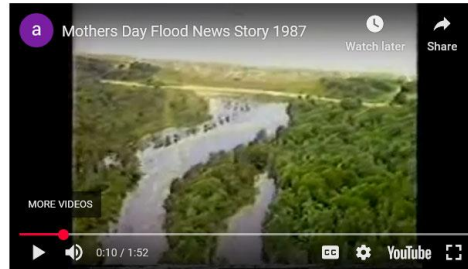 a
Mothers Day Flood News Story 1987
Watch later
Share
MORE VIDEOS
0:10 / 1:52
CC
YouTube